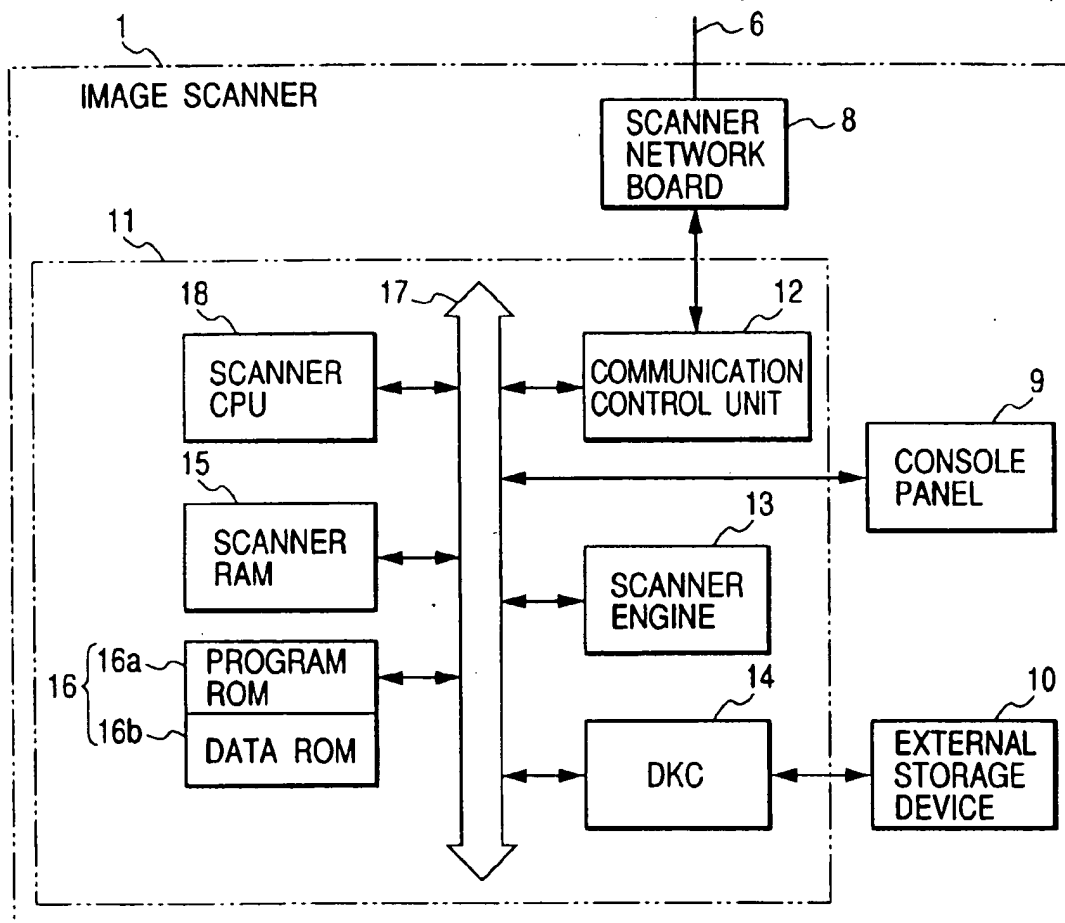 1
6
IMAGE SCANNER
SCANNER
NETWORK
BOARD
8
11
18
17
12
SCANNER
CPU
COMMUNICATION
CONTROL UNIT
9
CONSOLE
PANEL
15
13
SCANNER
RAM
SCANNER
ENGINE
16
16a
PROGRAM
ROM
16b
DATA ROM
14
DKC
10
EXTERNAL
STORAGE
DEVICE